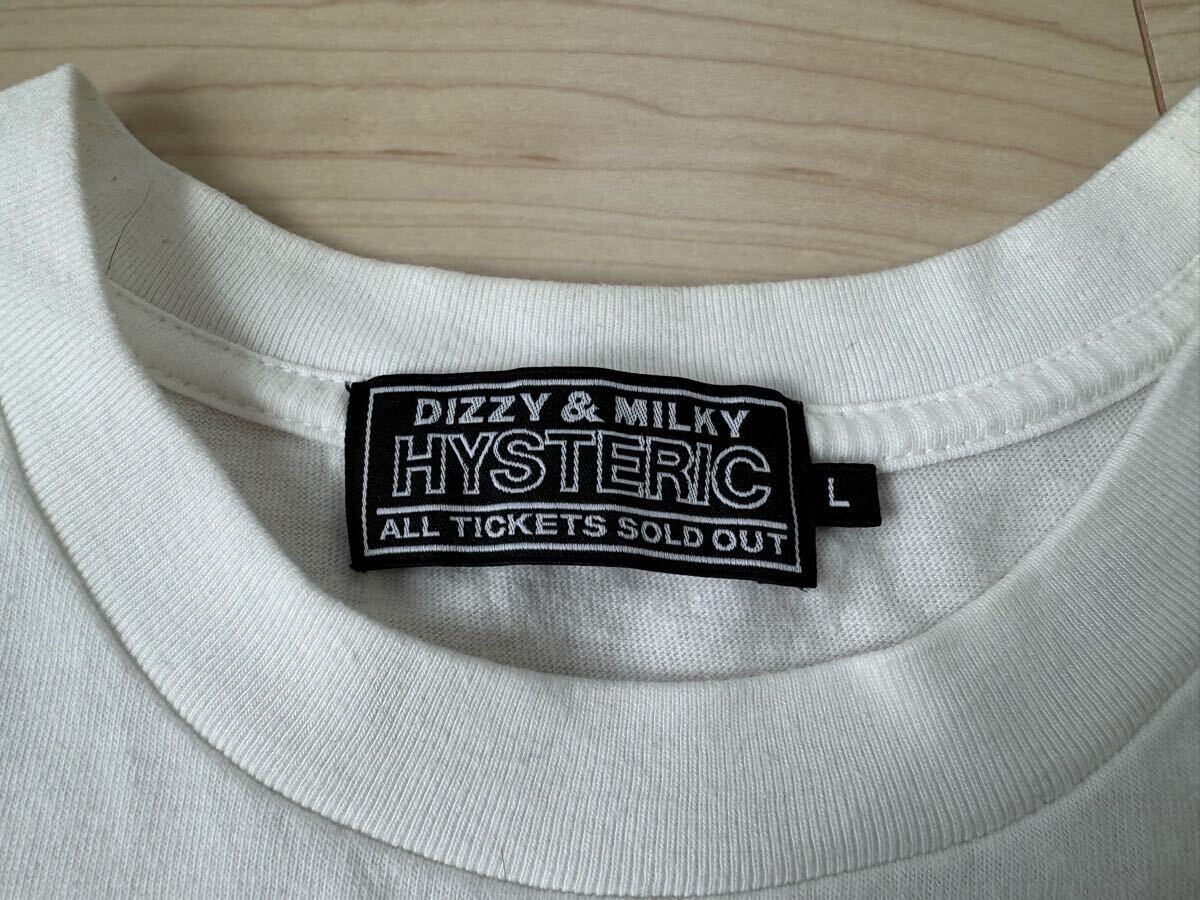 DIZZY & MILKY
HYSTERIC
ALL TICKETS SOLD OUT
L